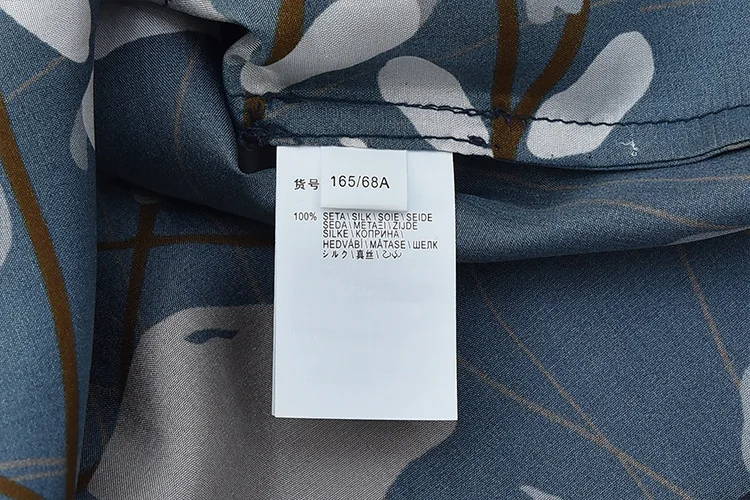 货号 165/68A
100% SETA\SILK\SOIE\SEIDE
SEDA\ΜΕΤΑΞΙ\ZIJDE
SILKE\КОПРИНА\
HEDVÁBÍ\MĂTASE\ШЕЛК
シルク\真丝\